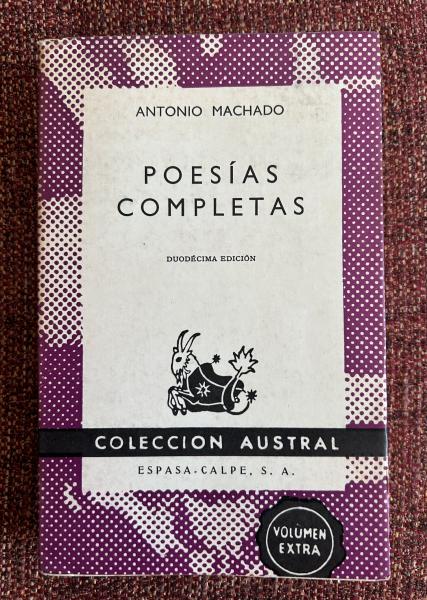 ANTONIO MACHADO
POESÍAS
COMPLETAS
DUODÉCIMA EDICIÓN
COLECCION AUSTRAL
ESPASA-CALPE, S. A.
VOLUMEN
EXTRA